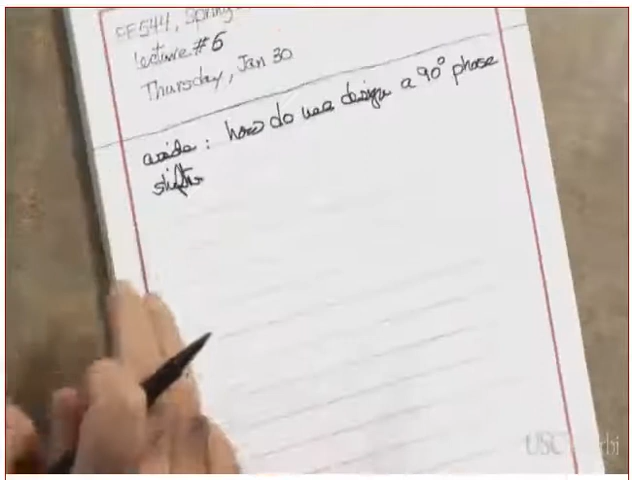 EE544, Spring
Lecture #6
Thursday, Jan 30
aside: how do we design a 90° phase
shifter
USC